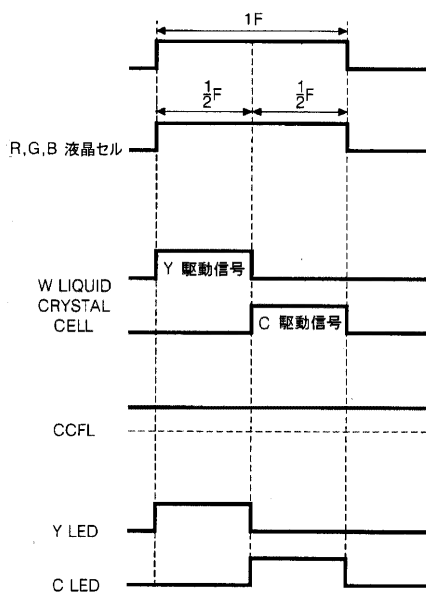 1F
½F ½F
R,G,B 液晶セル
Y 駆動信号
W LIQUID
CRYSTAL
CELL
C 駆動信号
CCFL
Y LED
C LED